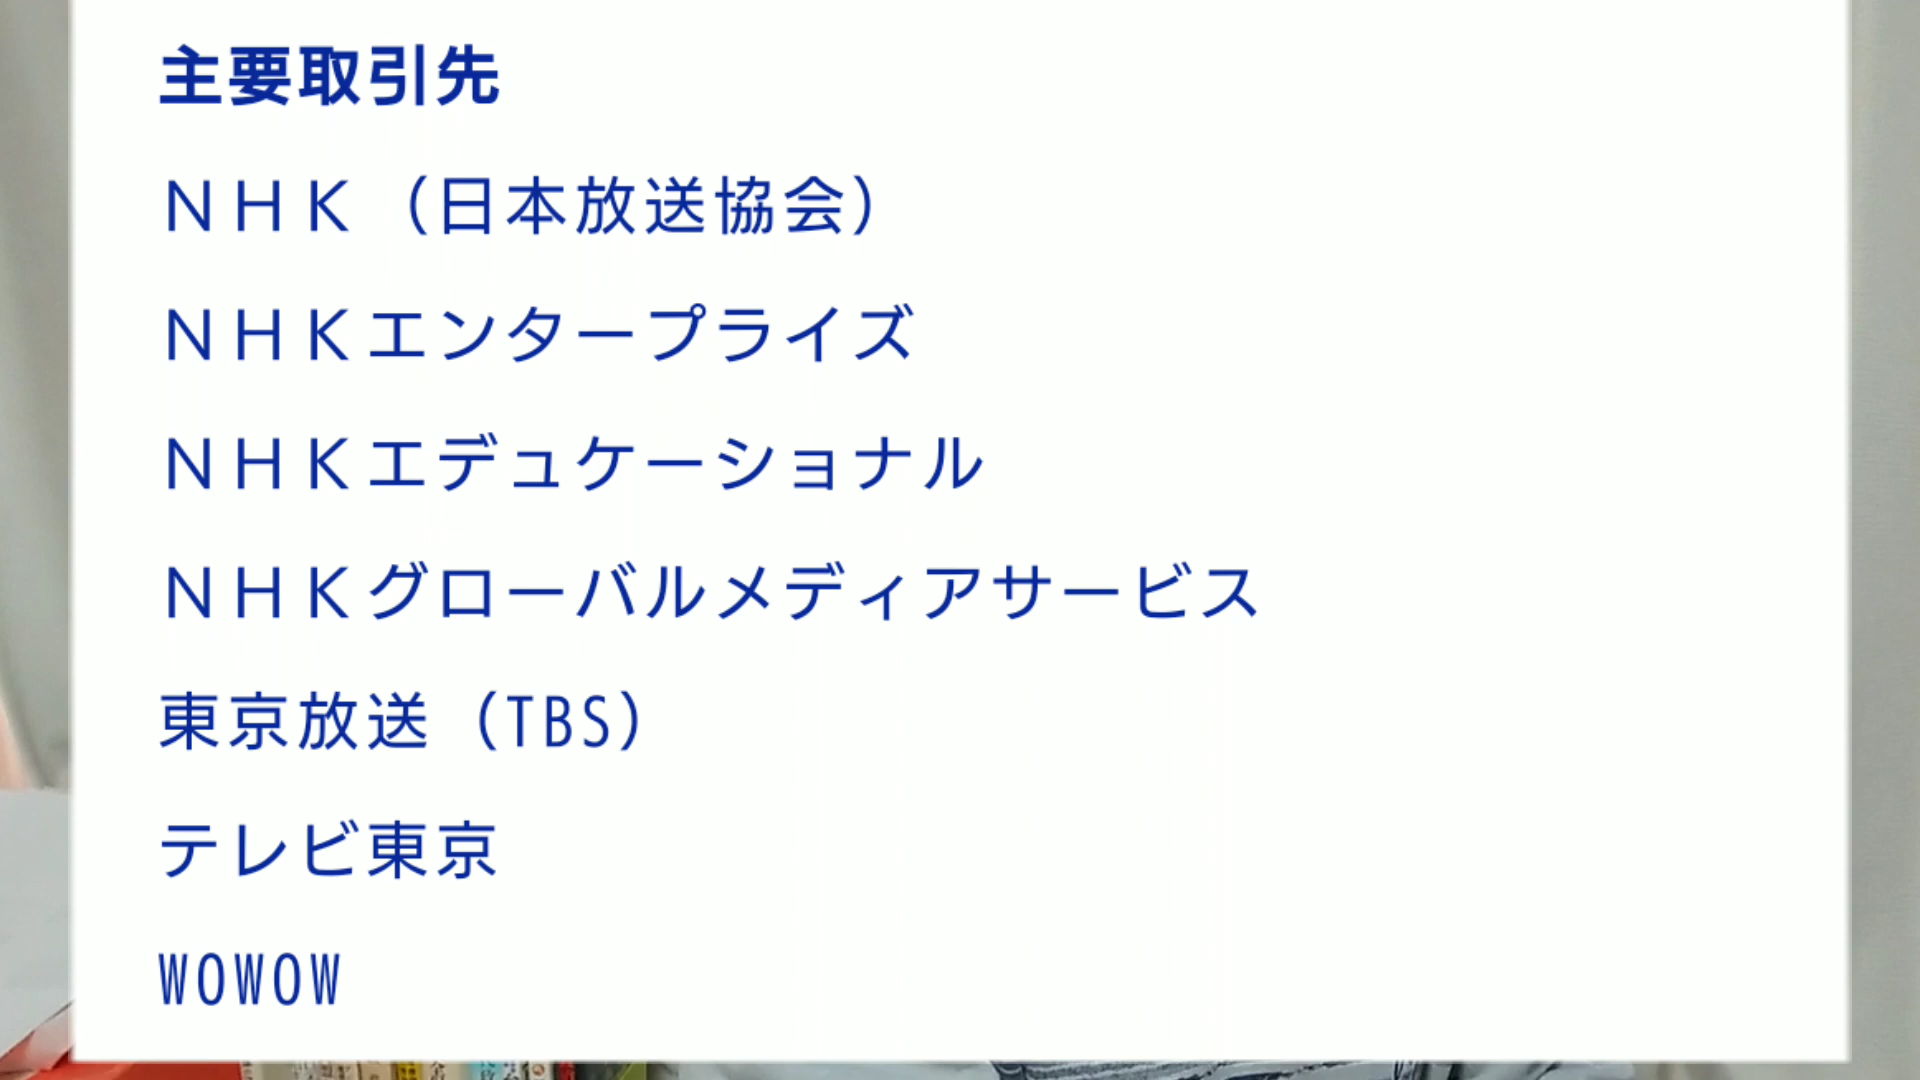 主要取引先
ＮＨＫ（日本放送協会）
ＮＨＫエンタープライズ
ＮＨＫエデュケーショナル
ＮＨＫグローバルメディアサービス
東京放送（TBS）
テレビ東京
WOWOW